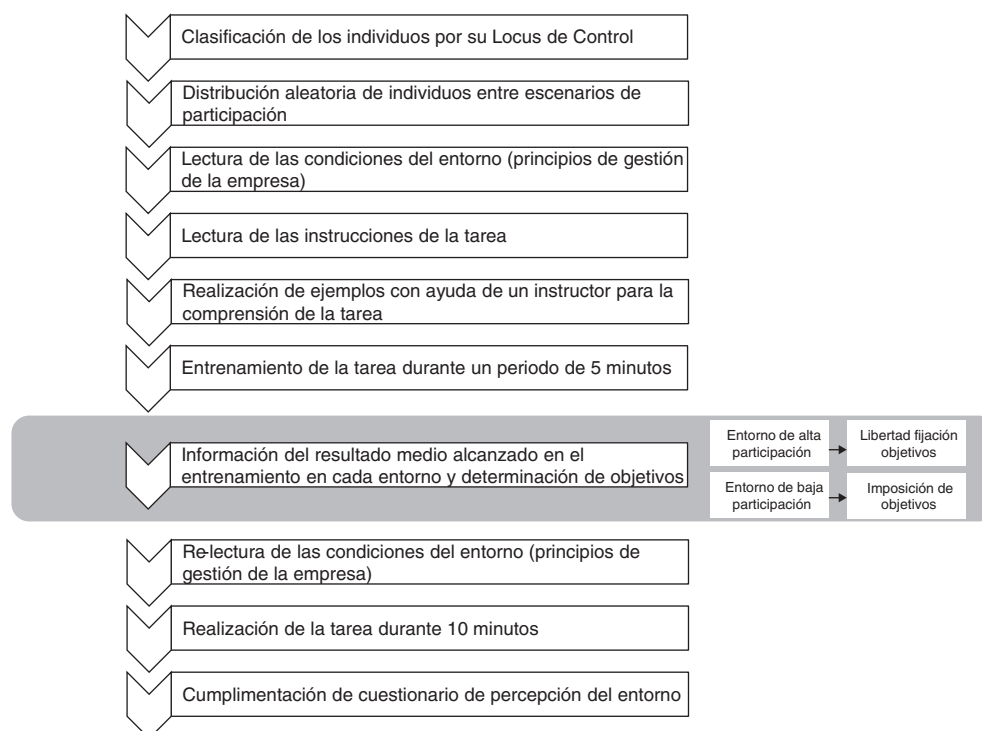 Clasificación de los individuos por su Locus de Control
Distribución aleatoria de individuos entre escenarios de
participación
Lectura de las condiciones del entorno (principios de gestión
de la empresa)
Lectura de las instrucciones de la tarea
Realización de ejemplos con ayuda de un instructor para la
comprensión de la tarea
Entrenamiento de la tarea durante un periodo de 5 minutos
Información del resultado medio alcanzado en el
entrenamiento en cada entorno y determinación de objetivos
Entorno de alta
participación
Libertad fijación
objetivos
Entorno de baja
participación
Imposición de
objetivos
Re-lectura de las condiciones del entorno (principios de
gestión de la empresa)
Realización de la tarea durante 10 minutos
Cumplimentación de cuestionario de percepción del entorno